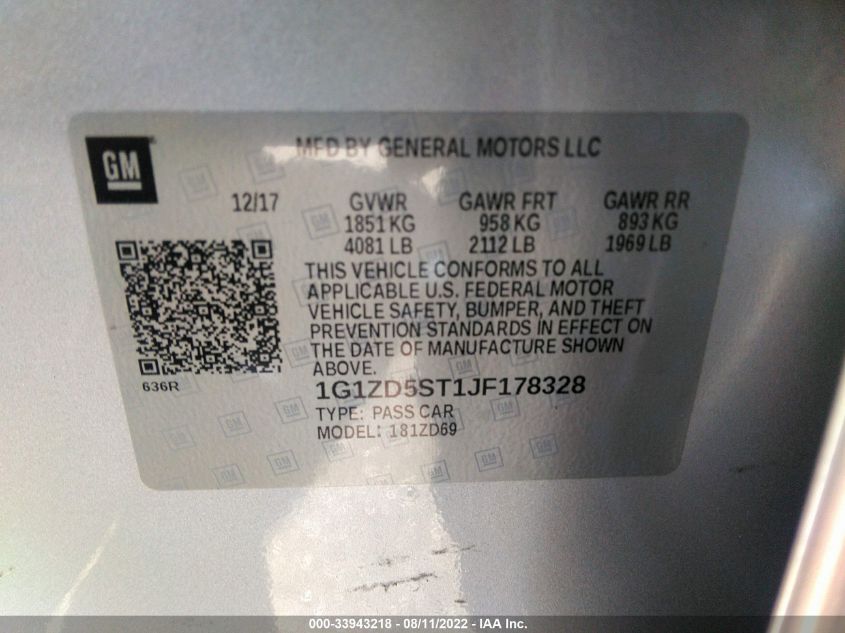 GM
MFD BY GENERAL MOTORS LLC
12/17 GVWR GAWR FRT GAWR RR
1851 KG 958 KG 893 KG
4081 LB 2112 LB 1969 LB
THIS VEHICLE CONFORMS TO ALL
APPLICABLE U.S. FEDERAL MOTOR
VEHICLE SAFETY, BUMPER, AND THEFT
PREVENTION STANDARDS IN EFFECT ON
THE DATE OF MANUFACTURE SHOWN
ABOVE.
636R
1G1ZD5ST1JF178328
TYPE: PASS CAR
MODEL: 181ZD69
000-33943218 - 08/11/2022 - IAA Inc.